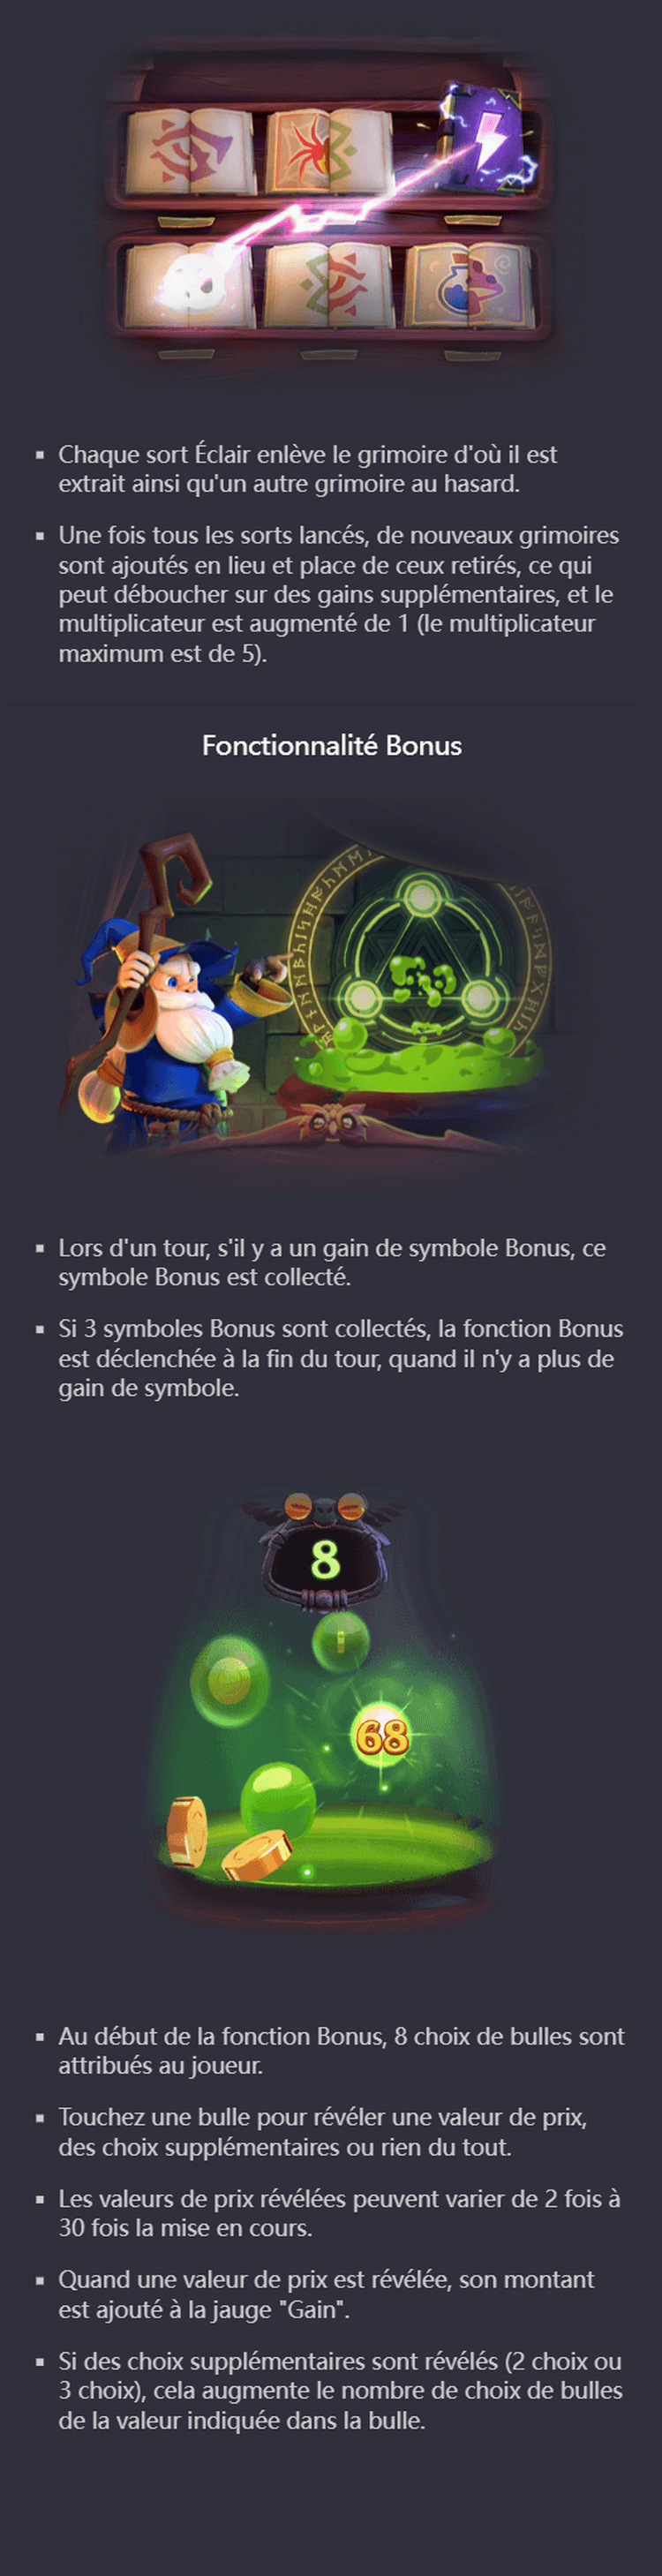 Chaque sort Éclair enlève le grimoire d'où il est
extrait ainsi qu'un autre grimoire au hasard.
Une fois tous les sorts lancés, de nouveaux grimoires
sont ajoutés en lieu et place de ceux retirés, ce qui
peut déboucher sur des gains supplémentaires, et le
multiplicateur est augmenté de 1 (le multiplicateur
maximum est de 5).
Fonctionnalité Bonus
Lors d'un tour, s'il y a un gain de symbole Bonus, ce
symbole Bonus est collecté.
Si 3 symboles Bonus sont collectés, la fonction Bonus
est déclenchée à la fin du tour, quand il n'y a plus de
gain de symbole.
8
68
Au début de la fonction Bonus, 8 choix de bulles sont
attribués au joueur.
Touchez une bulle pour révéler une valeur de prix,
des choix supplémentaires ou rien du tout.
Les valeurs de prix révélées peuvent varier de 2 fois à
30 fois la mise en cours.
Quand une valeur de prix est révélée, son montant
est ajouté à la jauge "Gain".
Si des choix supplémentaires sont révélés (2 choix ou
3 choix), cela augmente le nombre de choix de bulles
de la valeur indiquée dans la bulle.